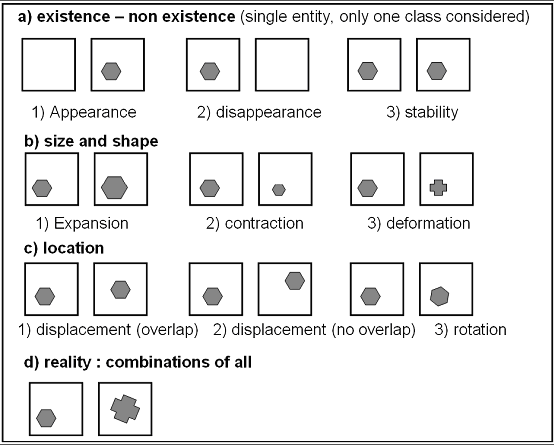 a) existence – non existence (single entity, only one class considered)
1) Appearance 2) disappearance 3) stability
b) size and shape
1) Expansion 2) contraction 3) deformation
c) location
1) displacement (overlap) 2) displacement (no overlap) 3) rotation
d) reality : combinations of all